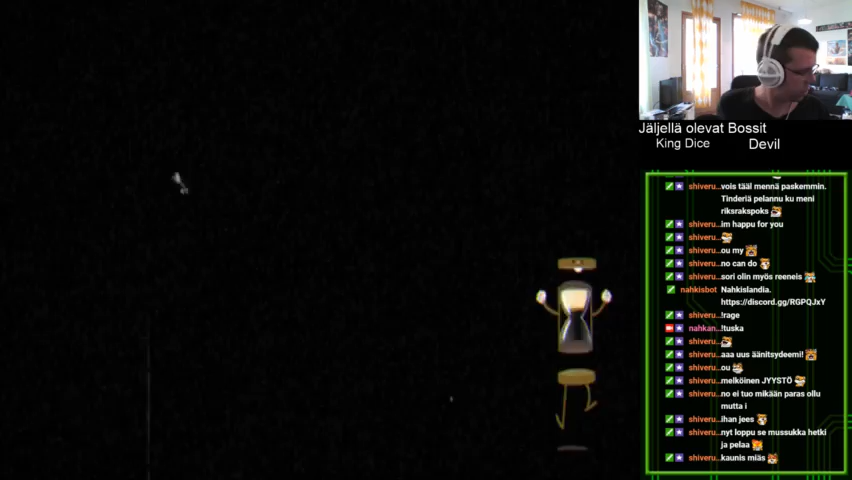 Jäljellä olevat Bossit
King Dice Devil
shiveru... vois tääl mennä paskemmin.
Tinderiä pelannu ku meni
riksrakspoks
shiveru... im happu for you
shiveru...
shiveru... ou my
shiveru... no can do
shiveru... sori olin myös reeneis
nahkisbot Nahkislandia.
https://discord.gg/RGPQJxY
shiveru... !rage
nahkan... !tuska
shiveru...
shiveru... aaa uus äänitsydeemi!
shiveru... ou
shiveru... melköinen JYYSTÖ
shiveru... no ei tuo mikään paras ollu
mutta i
shiveru... ihan jees
shiveru... nyt loppu se mussukka hetki
ja pelaa
shiveru... kaunis miäs